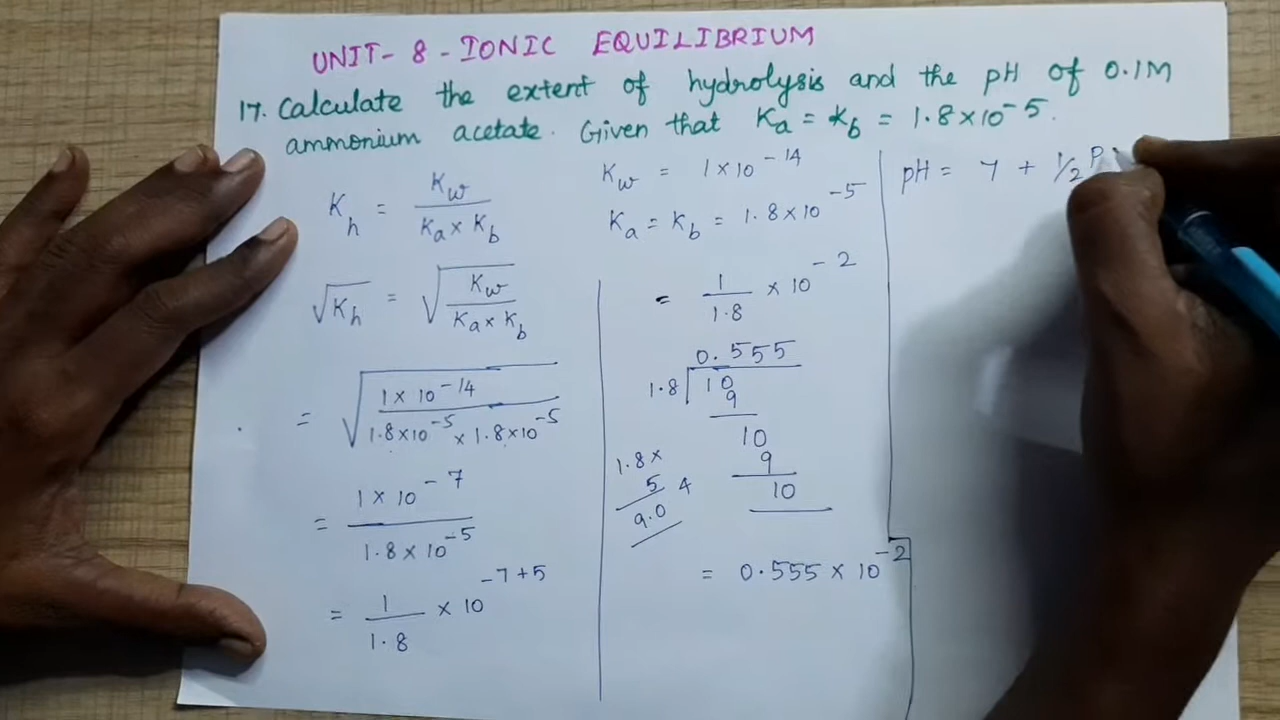 UNIT- 8 - IONIC EQUILIBRIUM
17. Calculate the extent of hydrolysis and the pH of 0.1M
ammonium acetate. Given that Ka = Kb = 1.8×10⁻⁵.
Kh = Kw / Ka × Kb
√Kh = √(Kw / Ka × Kb)
= √(1 × 10⁻¹⁴ / 1.8×10⁻⁵ × 1.8×10⁻⁵)
= 1 × 10⁻⁷ / 1.8 × 10⁻⁵
= 1 / 1.8 × 10⁻⁷⁺⁵
Kw = 1×10⁻¹⁴
Ka = Kb = 1.8×10⁻⁵
= 1 / 1.8 × 10⁻²
0.555
1.8 10
9
10
9
10
1.8 ×
5 4
9.0
= 0.555 × 10⁻²
pH = 7 + 1/2 P